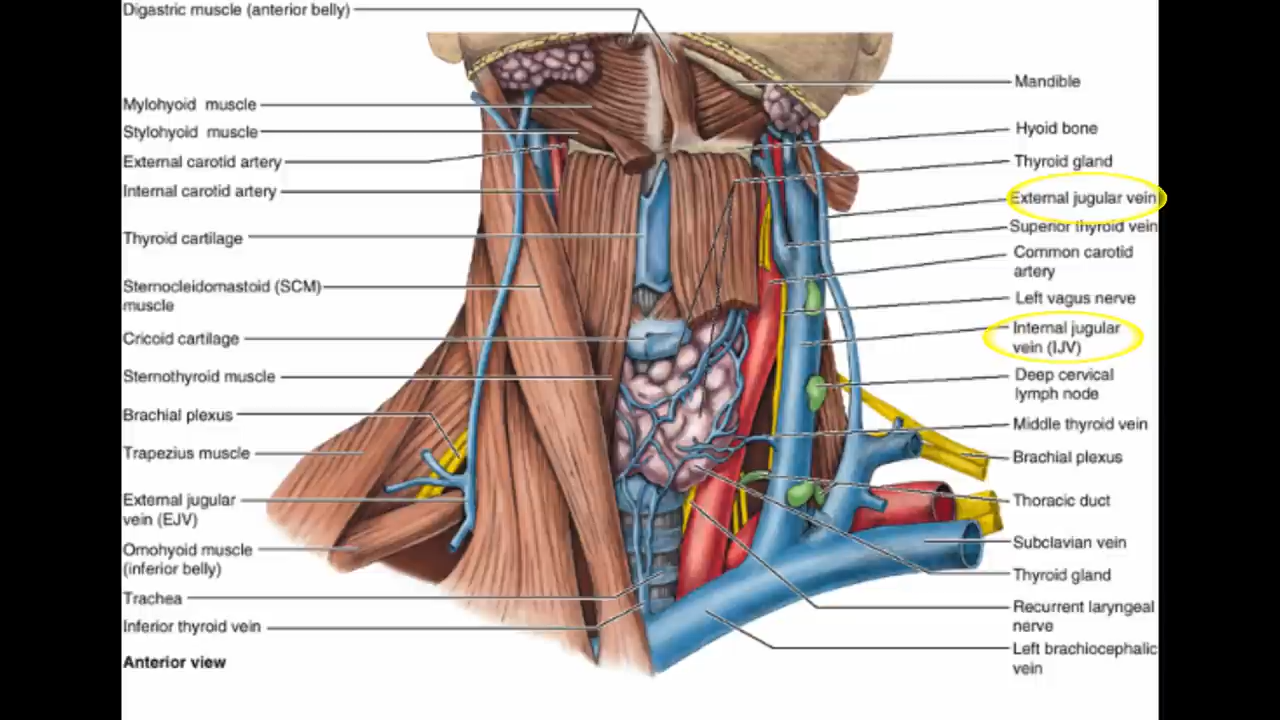 Digastric muscle (anterior belly)
Mylohyoid muscle
Stylohyoid muscle
External carotid artery
Internal carotid artery
Thyroid cartilage
Sternocleidomastoid (SCM)
muscle
Cricoid cartilage
Sternothyroid muscle
Brachial plexus
Trapezius muscle
External jugular
vein (EJV)
Omohyoid muscle
(inferior belly)
Trachea
Inferior thyroid vein
Anterior view
Mandible
Hyoid bone
Thyroid gland
External jugular vein
Superior thyroid vein
Common carotid
artery
Left vagus nerve
Internal jugular
vein (IJV)
Deep cervical
lymph node
Middle thyroid vein
Brachial plexus
Thoracic duct
Subclavian vein
Thyroid gland
Recurrent laryngeal
nerve
Left brachiocephalic
vein